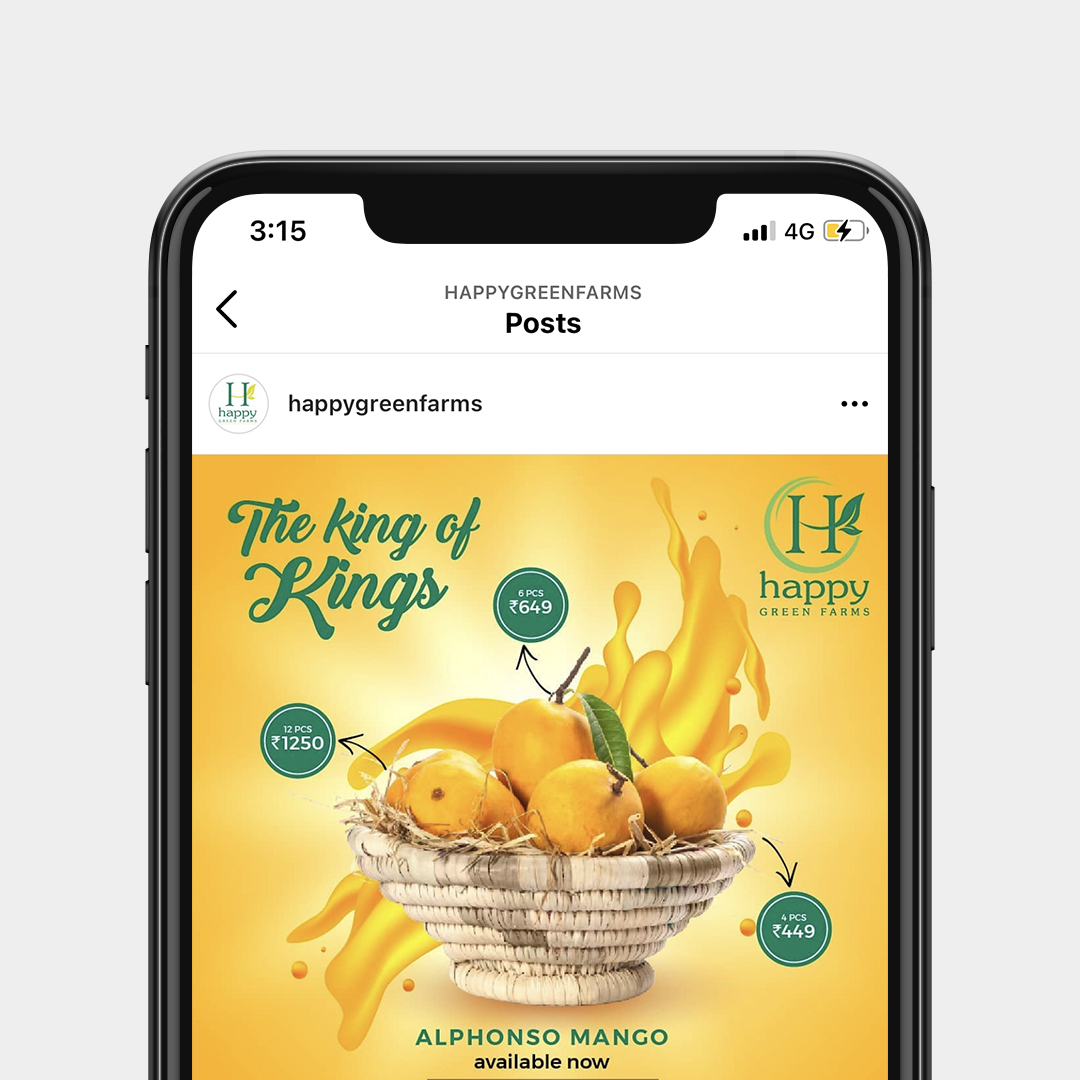 3:15
4G
HAPPYGREENFARMS
Posts
H
happy
GREEN FARMS
happygreenfarms
The king of
Kings
H
happy
GREEN FARMS
6 PCS
₹649
12 PCS
₹1250
4 PCS
₹449
ALPHONSO MANGO
available now